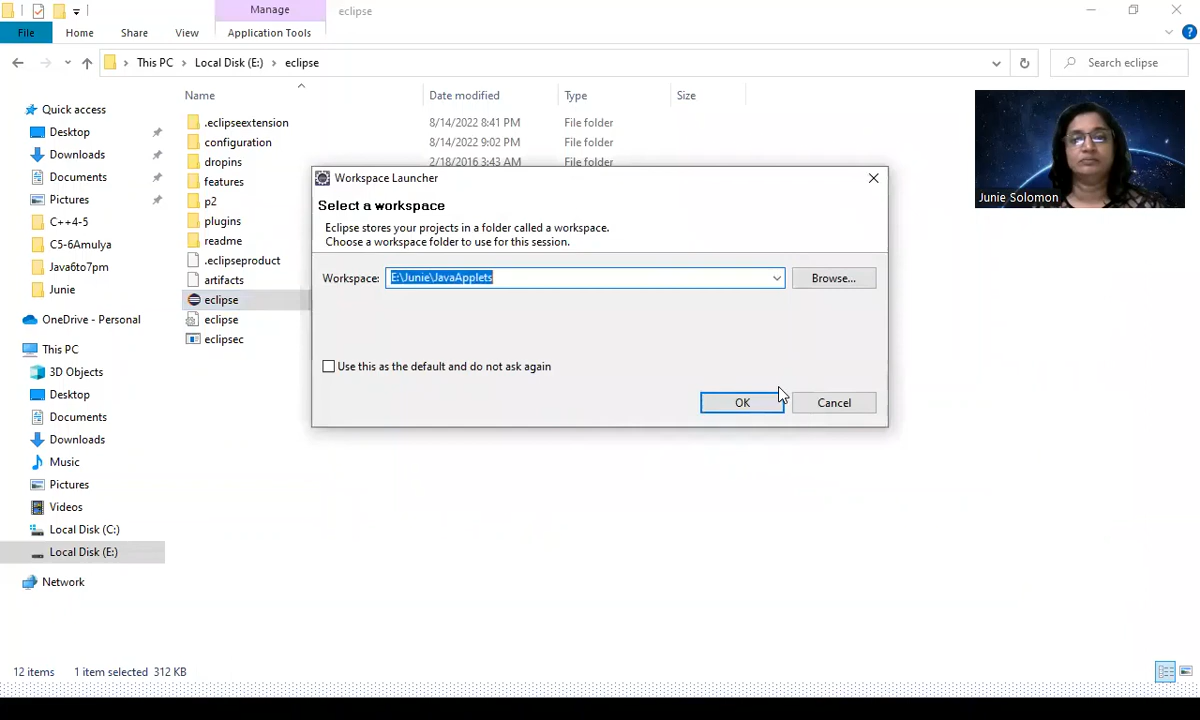 Manage
eclipse
File
Home
Share
View
Application Tools
This PC
Local Disk (E:)
eclipse
Search eclipse
Name
Date modified
Type
Size
Quick access
Desktop
Downloads
Documents
Pictures
C++4-5
C5-6Amulya
Java6to7pm
Junie
OneDrive - Personal
This PC
3D Objects
Desktop
Documents
Downloads
Music
Pictures
Videos
Local Disk (C:)
Local Disk (E:)
Network
.eclipseextension 8/14/2022 8:41 PM File folder
configuration 8/14/2022 9:02 PM File folder
dropins 2/18/2016 3:43 AM File folder
features
p2
plugins
readme
.eclipseproduct
artifacts
eclipse
eclipse
eclipsec
Workspace Launcher
Select a workspace
Eclipse stores your projects in a folder called a workspace.
Choose a workspace folder to use for this session.
Workspace: E:\Junie\JavaApplets Browse...
Use this as the default and do not ask again
OK Cancel
Junie Solomon
12 items 1 item selected 312 KB